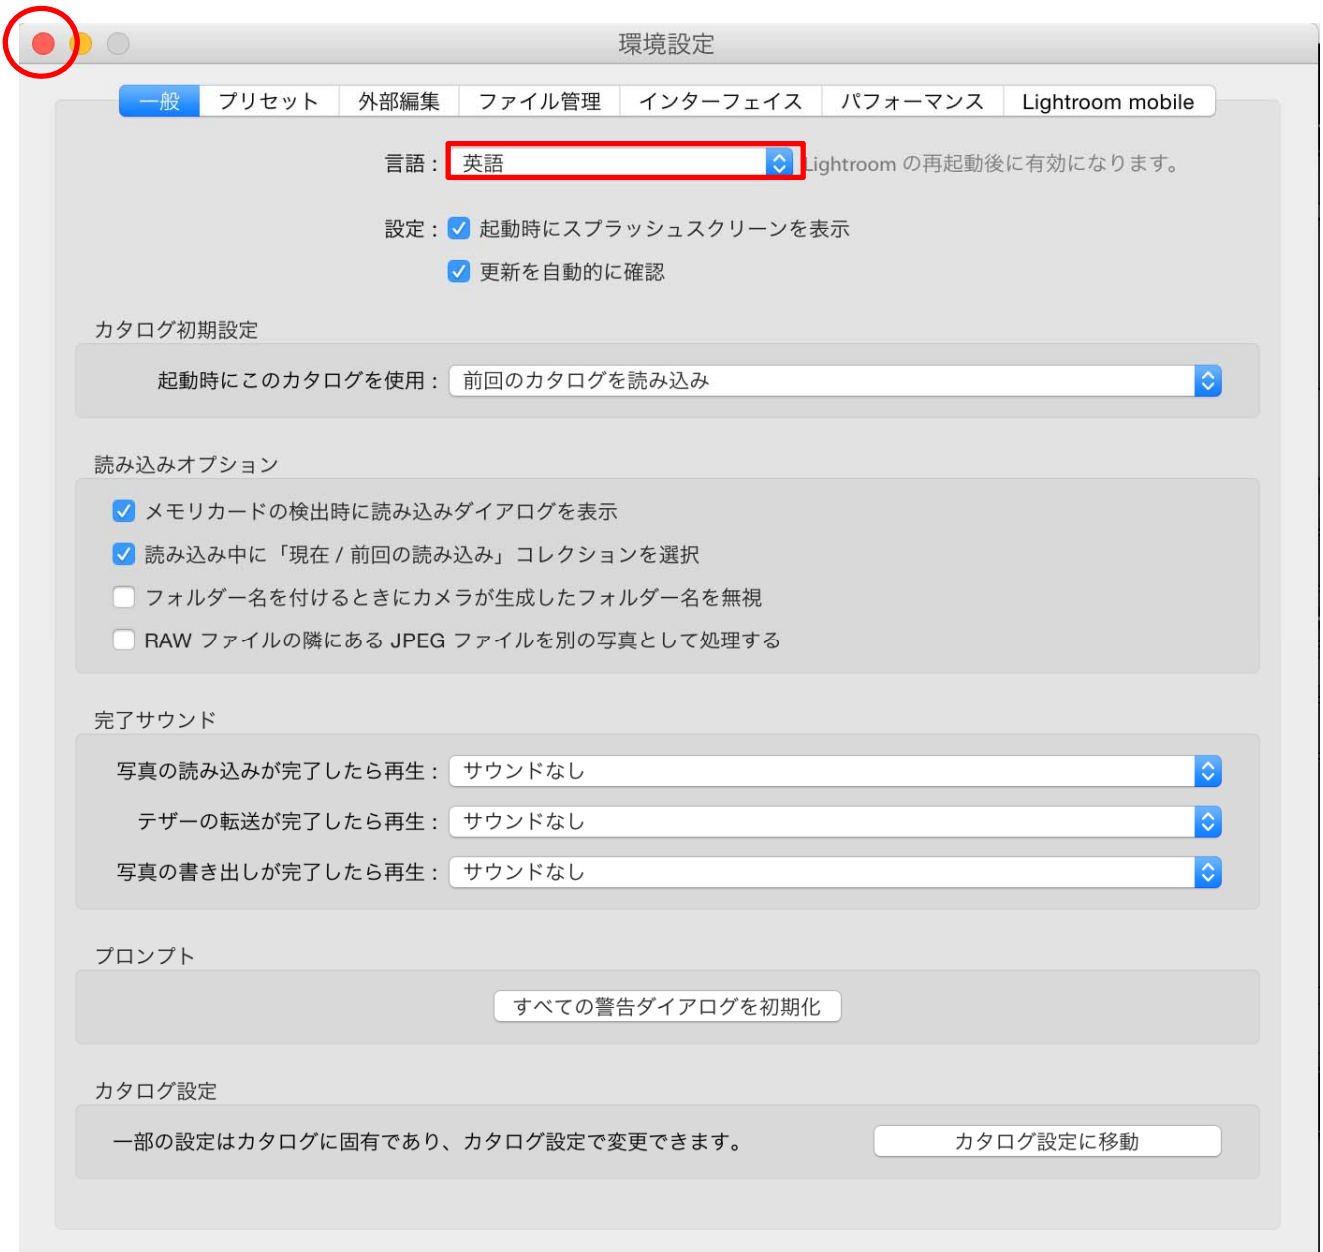 環境設定
一般 プリセット 外部編集 ファイル管理 インターフェイス パフォーマンス Lightroom mobile
言語： 英語 Lightroom の再起動後に有効になります。
設定： 起動時にスプラッシュスクリーンを表示
更新を自動的に確認
カタログ初期設定
起動時にこのカタログを使用： 前回のカタログを読み込み
読み込みオプション
メモリカードの検出時に読み込みダイアログを表示
読み込み中に「現在 / 前回の読み込み」コレクションを選択
フォルダー名を付けるときにカメラが生成したフォルダー名を無視
RAW ファイルの隣にある JPEG ファイルを別の写真として処理する
完了サウンド
写真の読み込みが完了したら再生： サウンドなし
テザーの転送が完了したら再生： サウンドなし
写真の書き出しが完了したら再生： サウンドなし
プロンプト
すべての警告ダイアログを初期化
カタログ設定
一部の設定はカタログに固有であり、カタログ設定で変更できます。 カタログ設定に移動